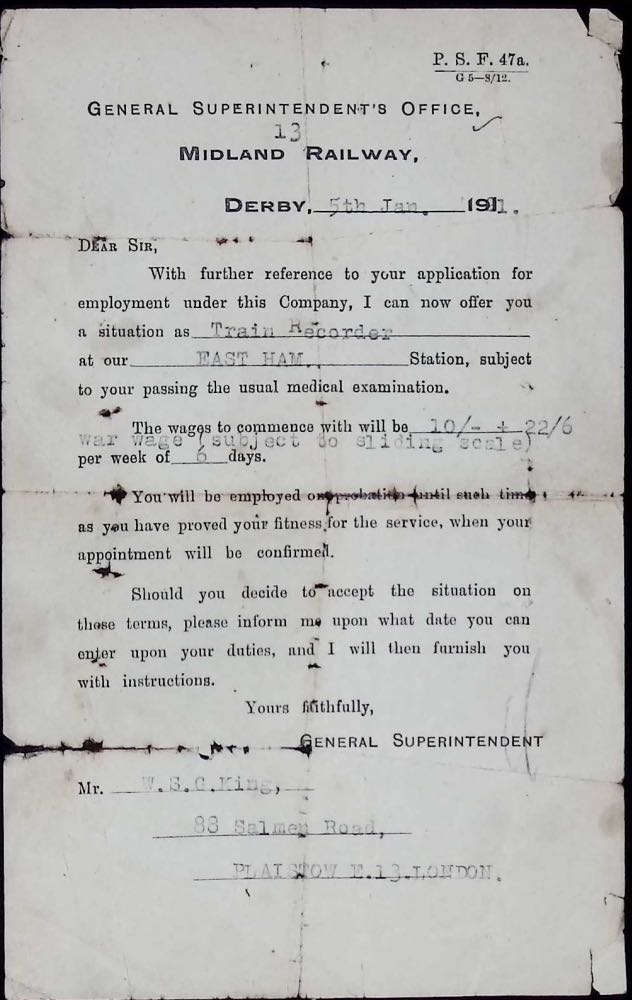 P. S. F. 47a.
G 5—8/12.
GENERAL SUPERINTENDENT'S OFFICE,
13
MIDLAND RAILWAY,
DERBY, 5th Jan. 1911.
DEAR SIR,
With further reference to your application for
employment under this Company, I can now offer you
a situation as Train Recorder
at our EAST HAM. Station, subject
to your passing the usual medical examination.
The wages to commence with will be 10/- + 22/6
war wage (subject to sliding scale)
per week of 6 days.
You will be employed on probation until such time
as you have proved your fitness for the service, when your
appointment will be confirmed.
Should you decide to accept the situation on
these terms, please inform me upon what date you can
enter upon your duties, and I will then furnish you
with instructions.
Yours faithfully,
GENERAL SUPERINTENDENT
Mr. W.S.C.King,
88 Salmen Road,
PLAISTOW E.13.LONDON.